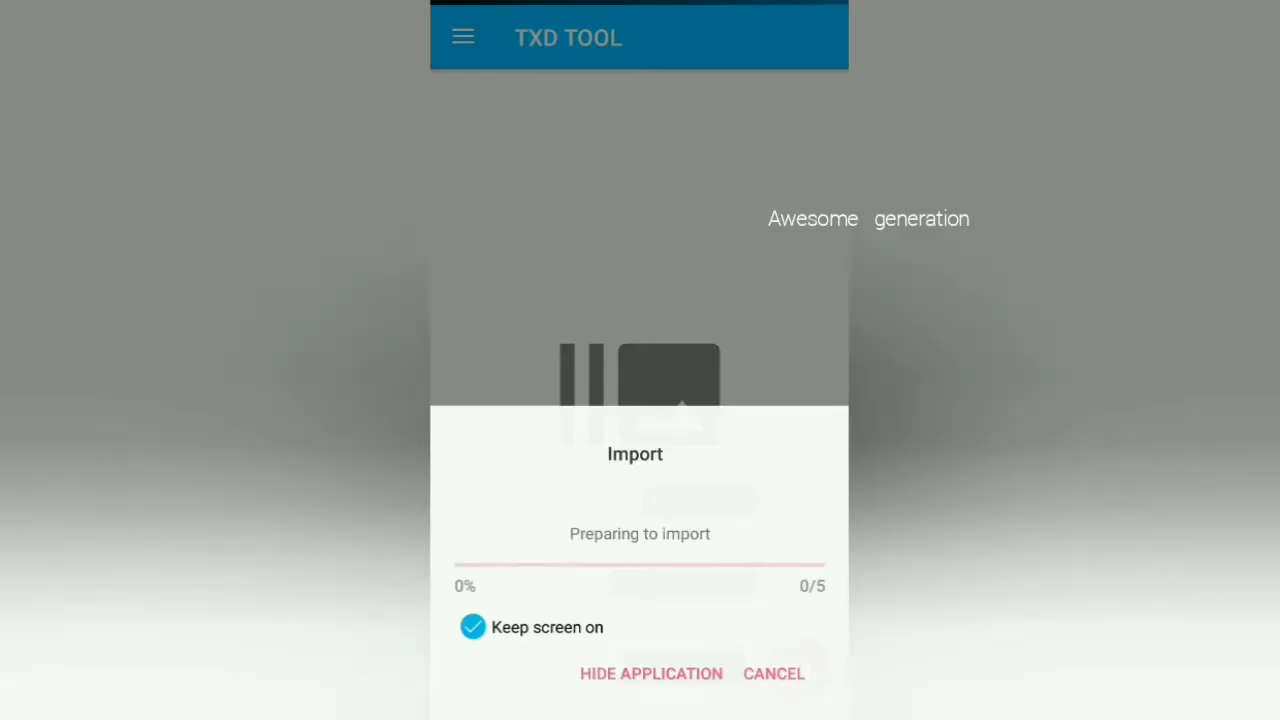 TXD TOOL
Awesome generation
Import
Preparing to import
0% 0/5
Keep screen on
HIDE APPLICATION CANCEL